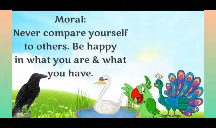 Moral:
Never compare yourself
to others. Be happy
in what you are & what
you have.